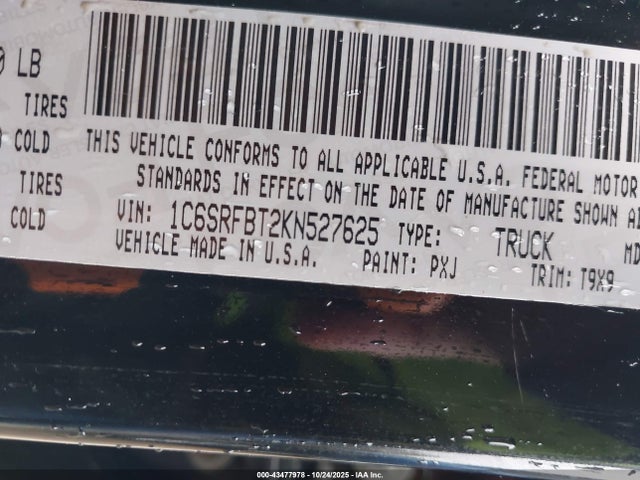 0 LB
TIRES
COLD
THIS VEHICLE CONFORMS TO ALL APPLICABLE U.S.A. FEDERAL MOTOR
TIRES
STANDARDS IN EFFECT ON THE DATE OF MANUFACTURE SHOWN
COLD
VIN: 1C6SRFBT2KN527625 TYPE: TRUCK MD
VEHICLE MADE IN U.S.A. PAINT: PXJ TRIM: T9X9
000-43477978 - 10/24/2025 - IAA Inc.